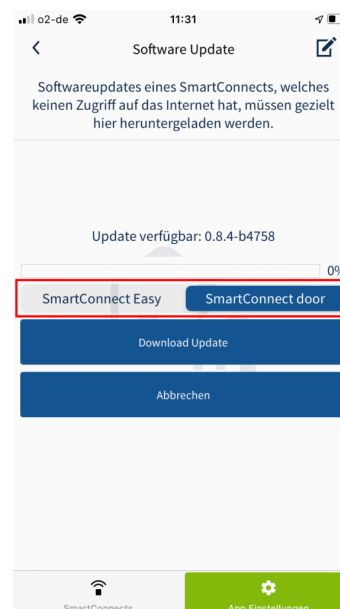 o2-de
11:31
Software Update
Softwareupdates eines SmartConnects, welches
keinen Zugriff auf das Internet hat, müssen gezielt
hier heruntergeladen werden.
Update verfügbar: 0.8.4-b4758
0%
SmartConnect Easy
SmartConnect door
Download Update
Abbrechen
SmartConnects
App Einstellungen